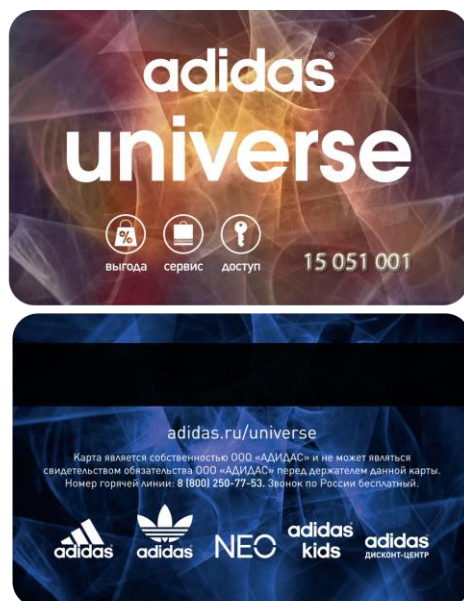 adidas®
universe
%
выгода сервис доступ 15 051 001
adidas.ru/universe
Карта является собственностью ООО «АДИДАС» и не может являться
свидетельством обязательства ООО «АДИДАС» перед держателем данной карты.
Номер горячей линии: 8 (800) 250-77-53. Звонок по России бесплатный.
adidas adidas NEO adidas kids adidas ДИСКОНТ-ЦЕНТР